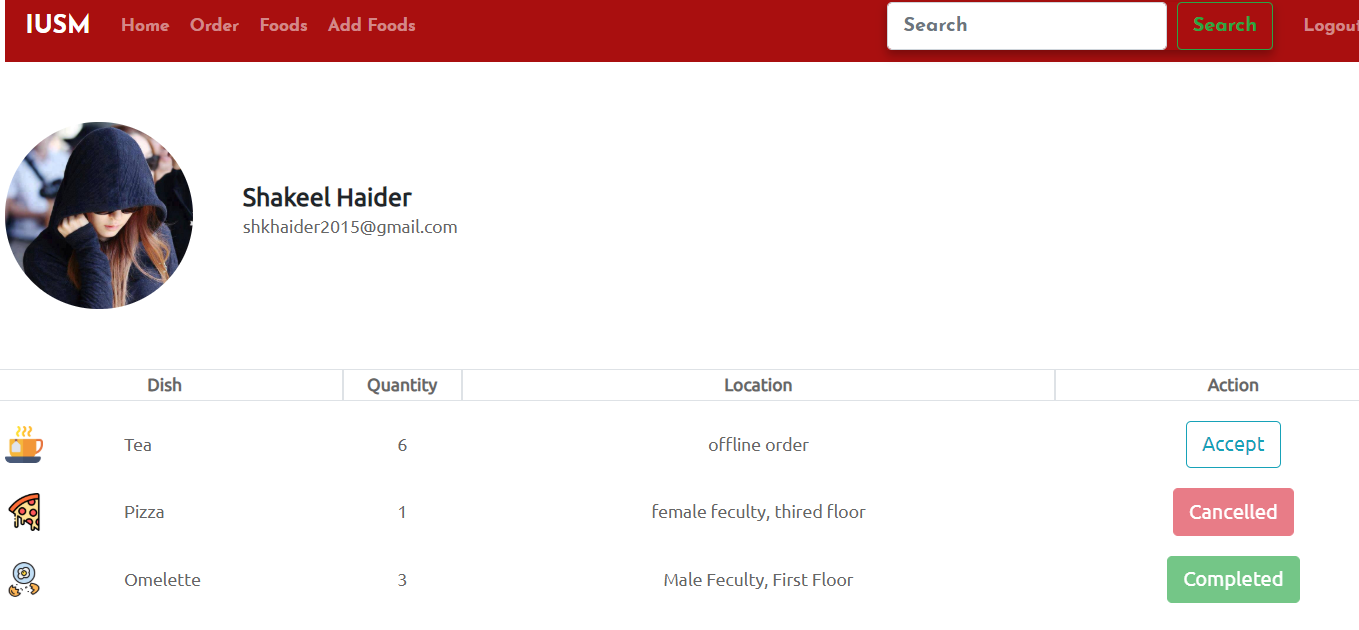 IUSM Home Order Foods Add Foods Search Search Logout
Shakeel Haider
shkhaider2015@gmail.com
Dish Quantity Location Action
Tea 6 offline order Accept
Pizza 1 female feculty, thired floor Cancelled
Omelette 3 Male Feculty, First Floor Completed